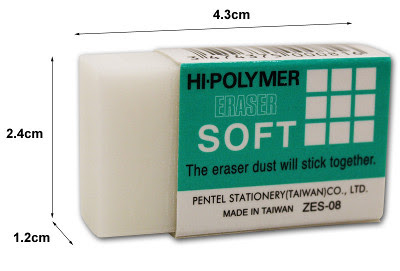 4.3cm
2.4cm
1.2cm
HI·POLYMER
ERASER
SOFT
The eraser dust will stick together.
PENTEL STATIONERY(TAIWAN)CO., LTD.
MADE IN TAIWAN ZES-08